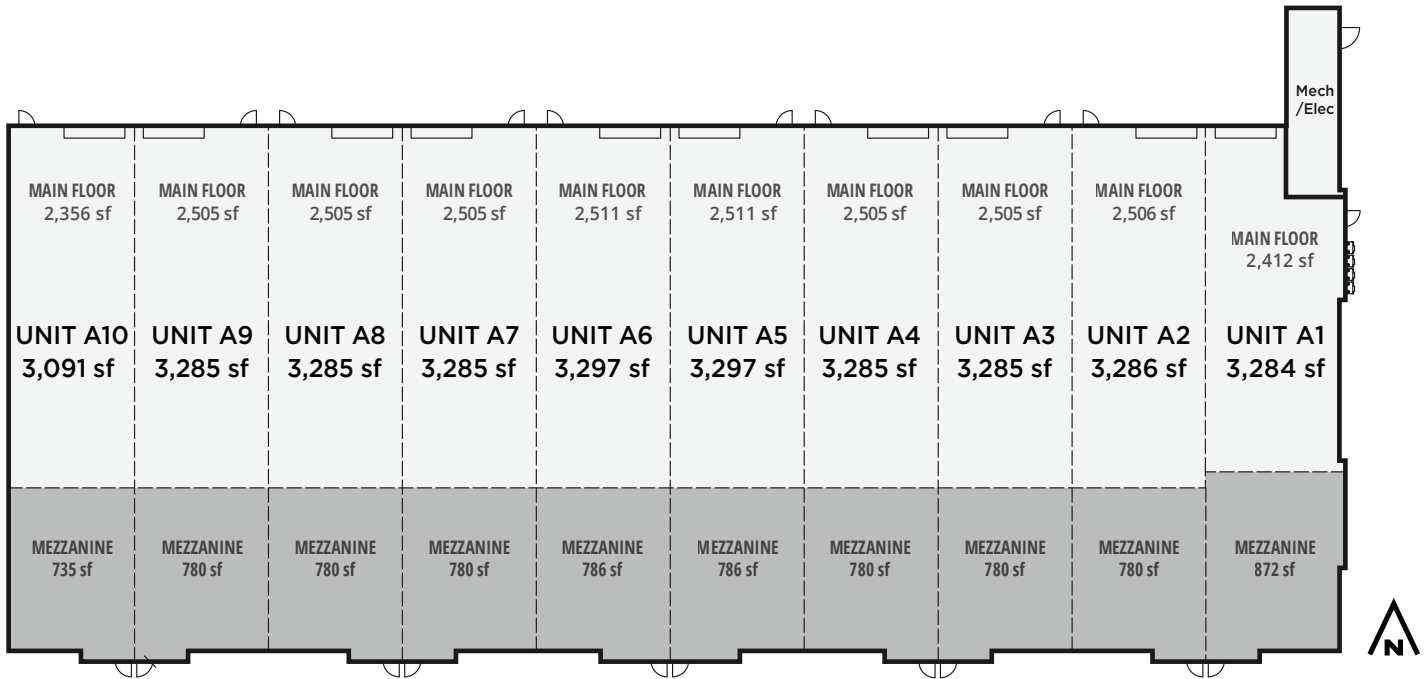 Mech
/Elec
MAIN FLOOR
2,356 sf
MAIN FLOOR
2,505 sf
MAIN FLOOR
2,505 sf
MAIN FLOOR
2,505 sf
MAIN FLOOR
2,511 sf
MAIN FLOOR
2,511 sf
MAIN FLOOR
2,505 sf
MAIN FLOOR
2,505 sf
MAIN FLOOR
2,506 sf
MAIN FLOOR
2,412 sf
UNIT A10
3,091 sf
UNIT A9
3,285 sf
UNIT A8
3,285 sf
UNIT A7
3,285 sf
UNIT A6
3,297 sf
UNIT A5
3,297 sf
UNIT A4
3,285 sf
UNIT A3
3,285 sf
UNIT A2
3,286 sf
UNIT A1
3,284 sf
MEZZANINE
735 sf
MEZZANINE
780 sf
MEZZANINE
780 sf
MEZZANINE
780 sf
MEZZANINE
786 sf
MEZZANINE
786 sf
MEZZANINE
780 sf
MEZZANINE
780 sf
MEZZANINE
780 sf
MEZZANINE
872 sf
N